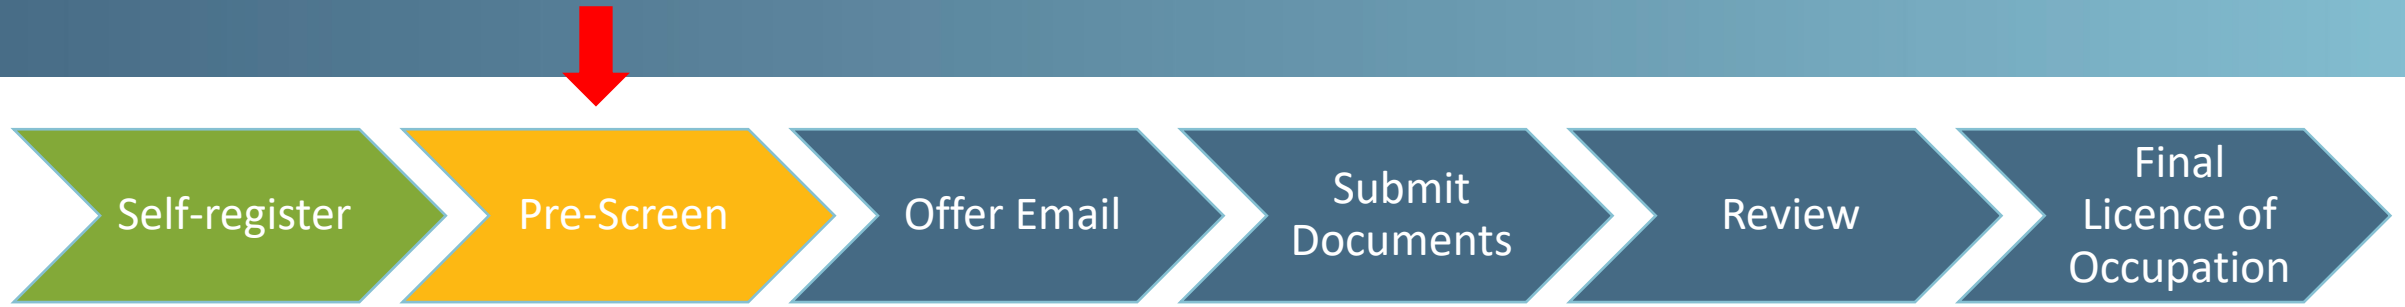 Self-register
Pre-Screen
Offer Email
Submit
Documents
Review
Final
Licence of
Occupation